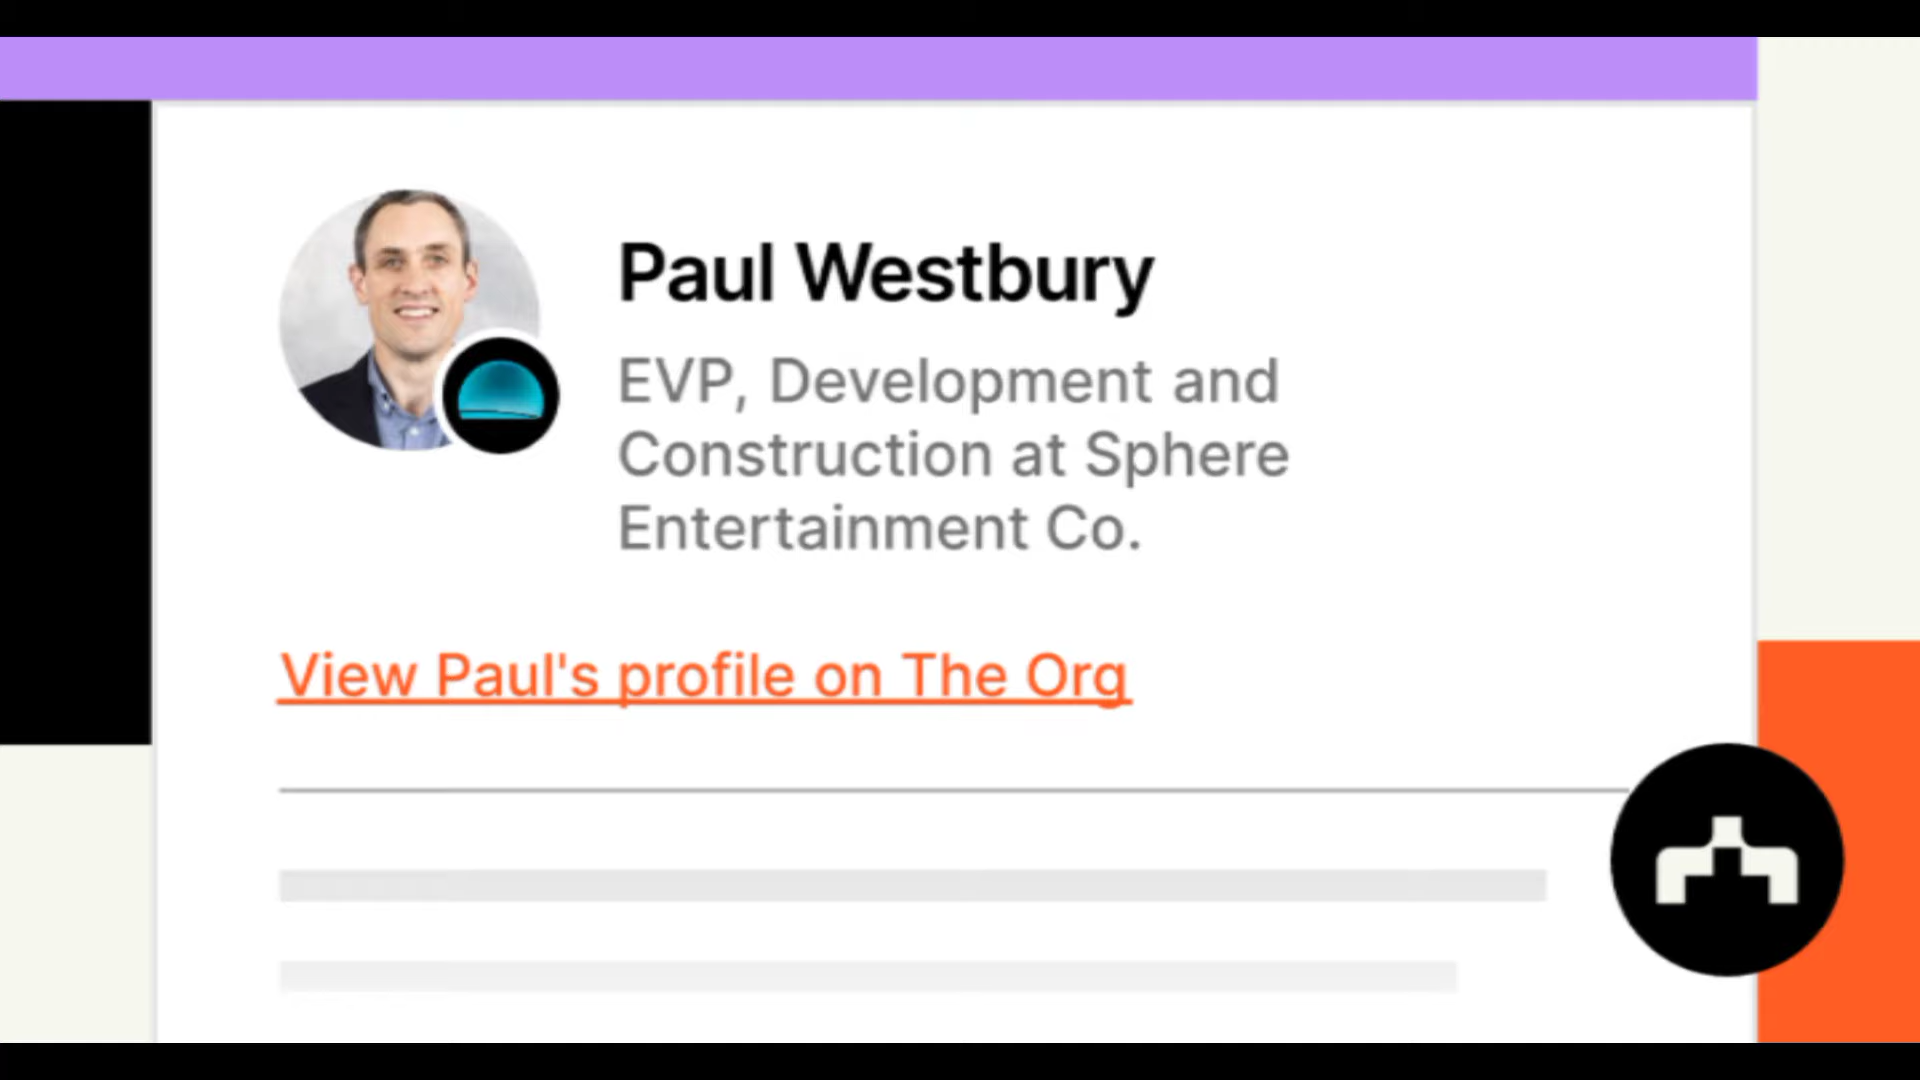 Paul Westbury
EVP, Development and
Construction at Sphere
Entertainment Co.
View Paul's profile on The Org